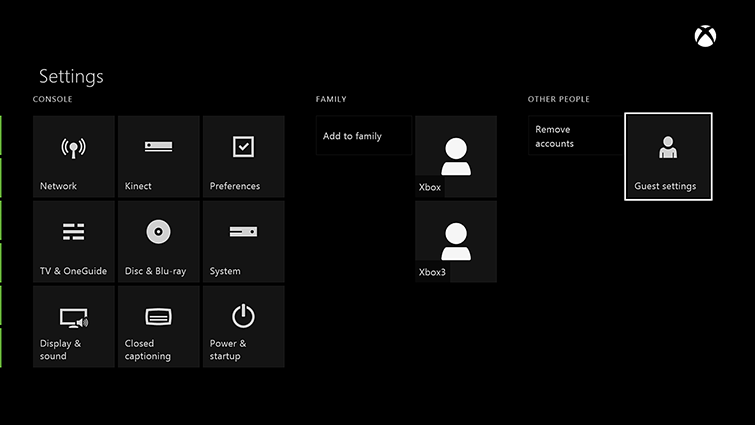 Settings
CONSOLE
Network
Kinect
Preferences
TV & OneGuide
Disc & Blu-ray
System
Display &
sound
Closed
captioning
Power &
startup
FAMILY
Add to family
Xbox
Xbox3
OTHER PEOPLE
Remove
accounts
Guest settings